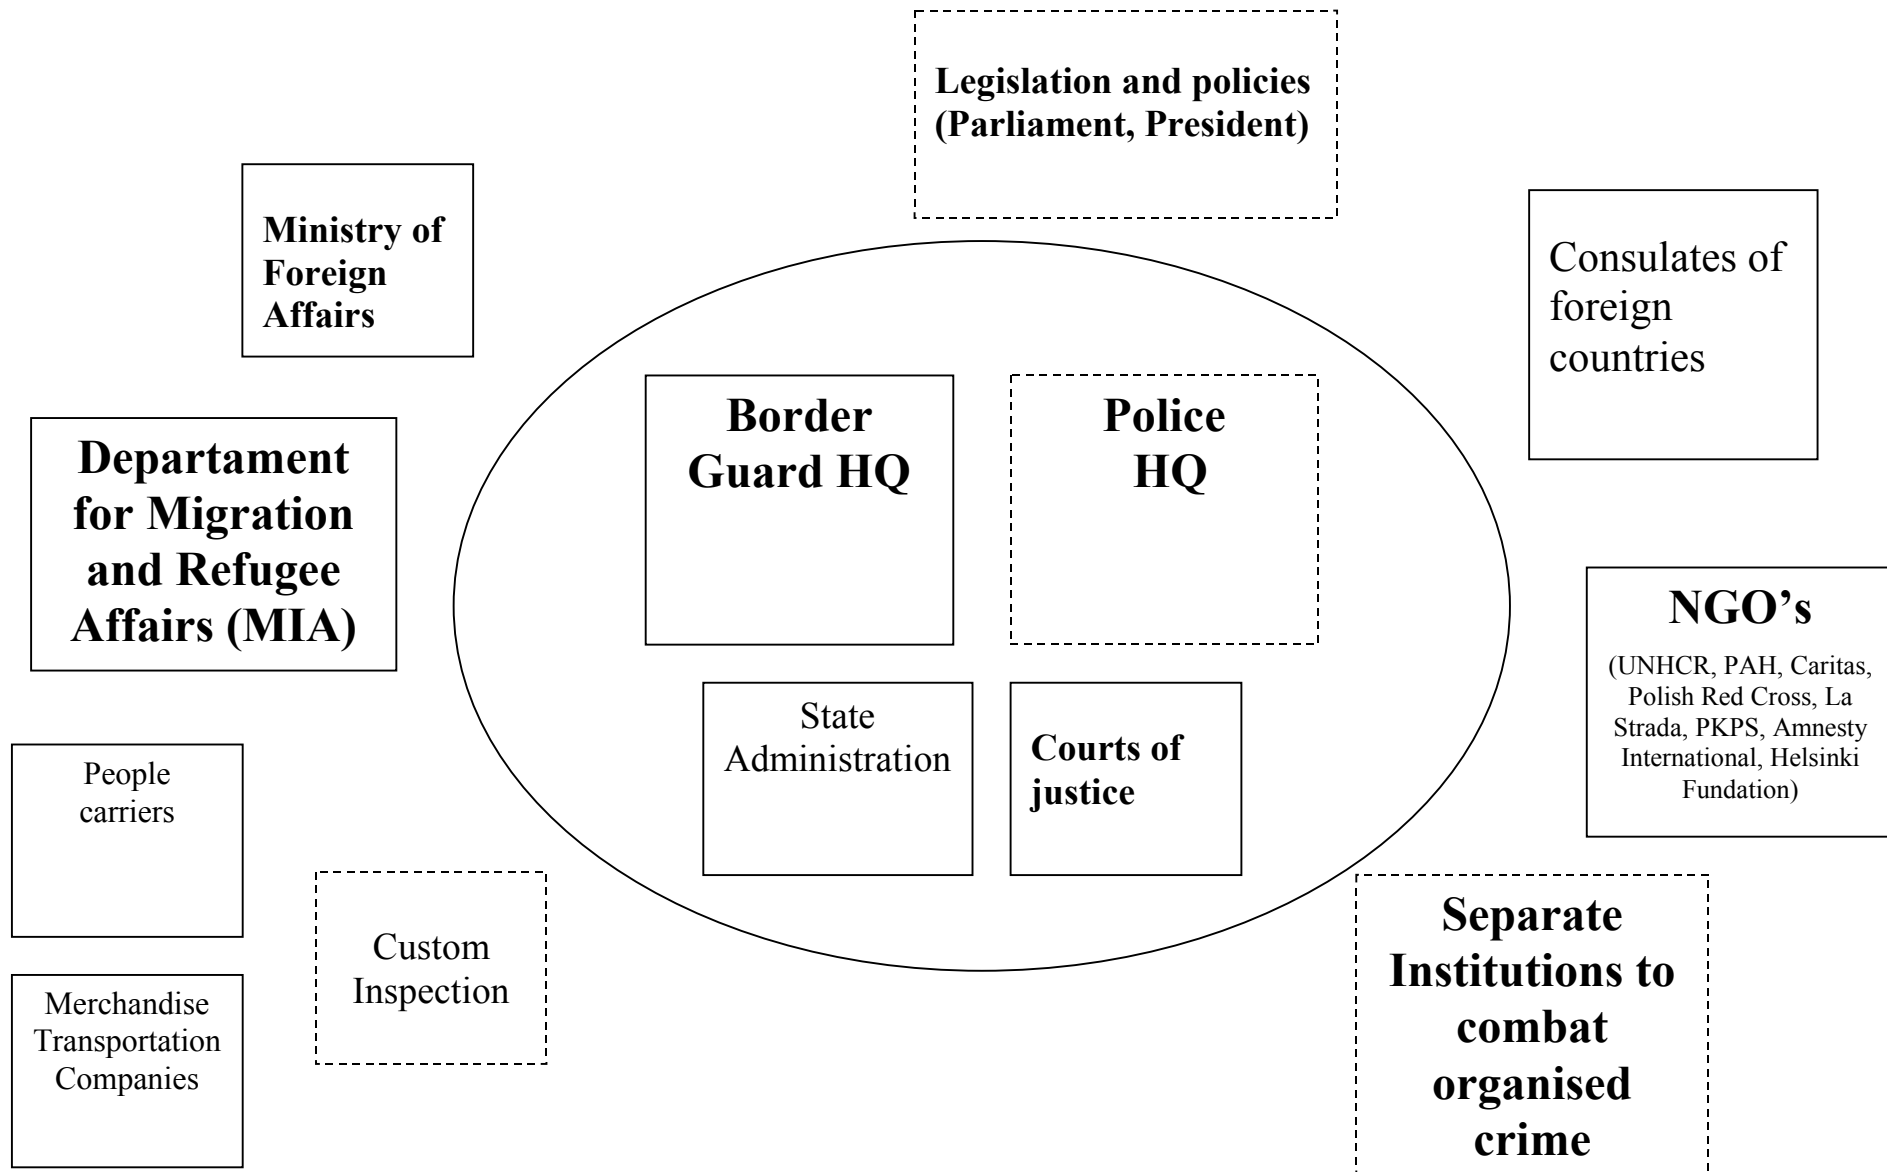 Legislation and policies
(Parliament, President)
Ministry of
Foreign
Affairs
Consulates of
foreign
countries
Border
Guard HQ
Police
HQ
Departament
for Migration
and Refugee
Affairs (MIA)
NGO’s
(UNHCR, PAH, Caritas,
Polish Red Cross, La
Strada, PKPS, Amnesty
International, Helsinki
Fundation)
State
Administration
Courts of
justice
People
carriers
Custom
Inspection
Separate
Institutions to
combat
organised
crime
Merchandise
Transportation
Companies